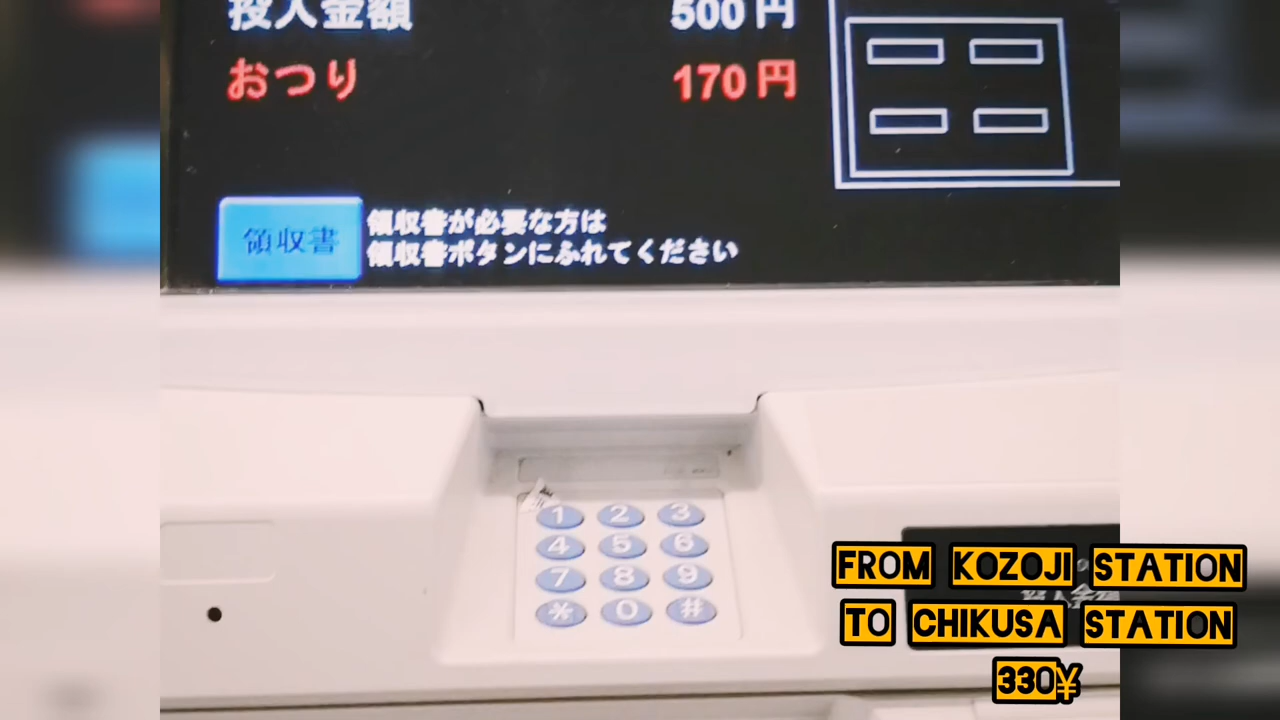 投入金額 500円
おつり 170円
領収書
領収書が必要な方は
領収書ボタンにふれてください
1 2 3
4 5 6
7 8 9
* 0 #
FROM KOZOJI STATION
TO CHIKUSA STATION
330¥